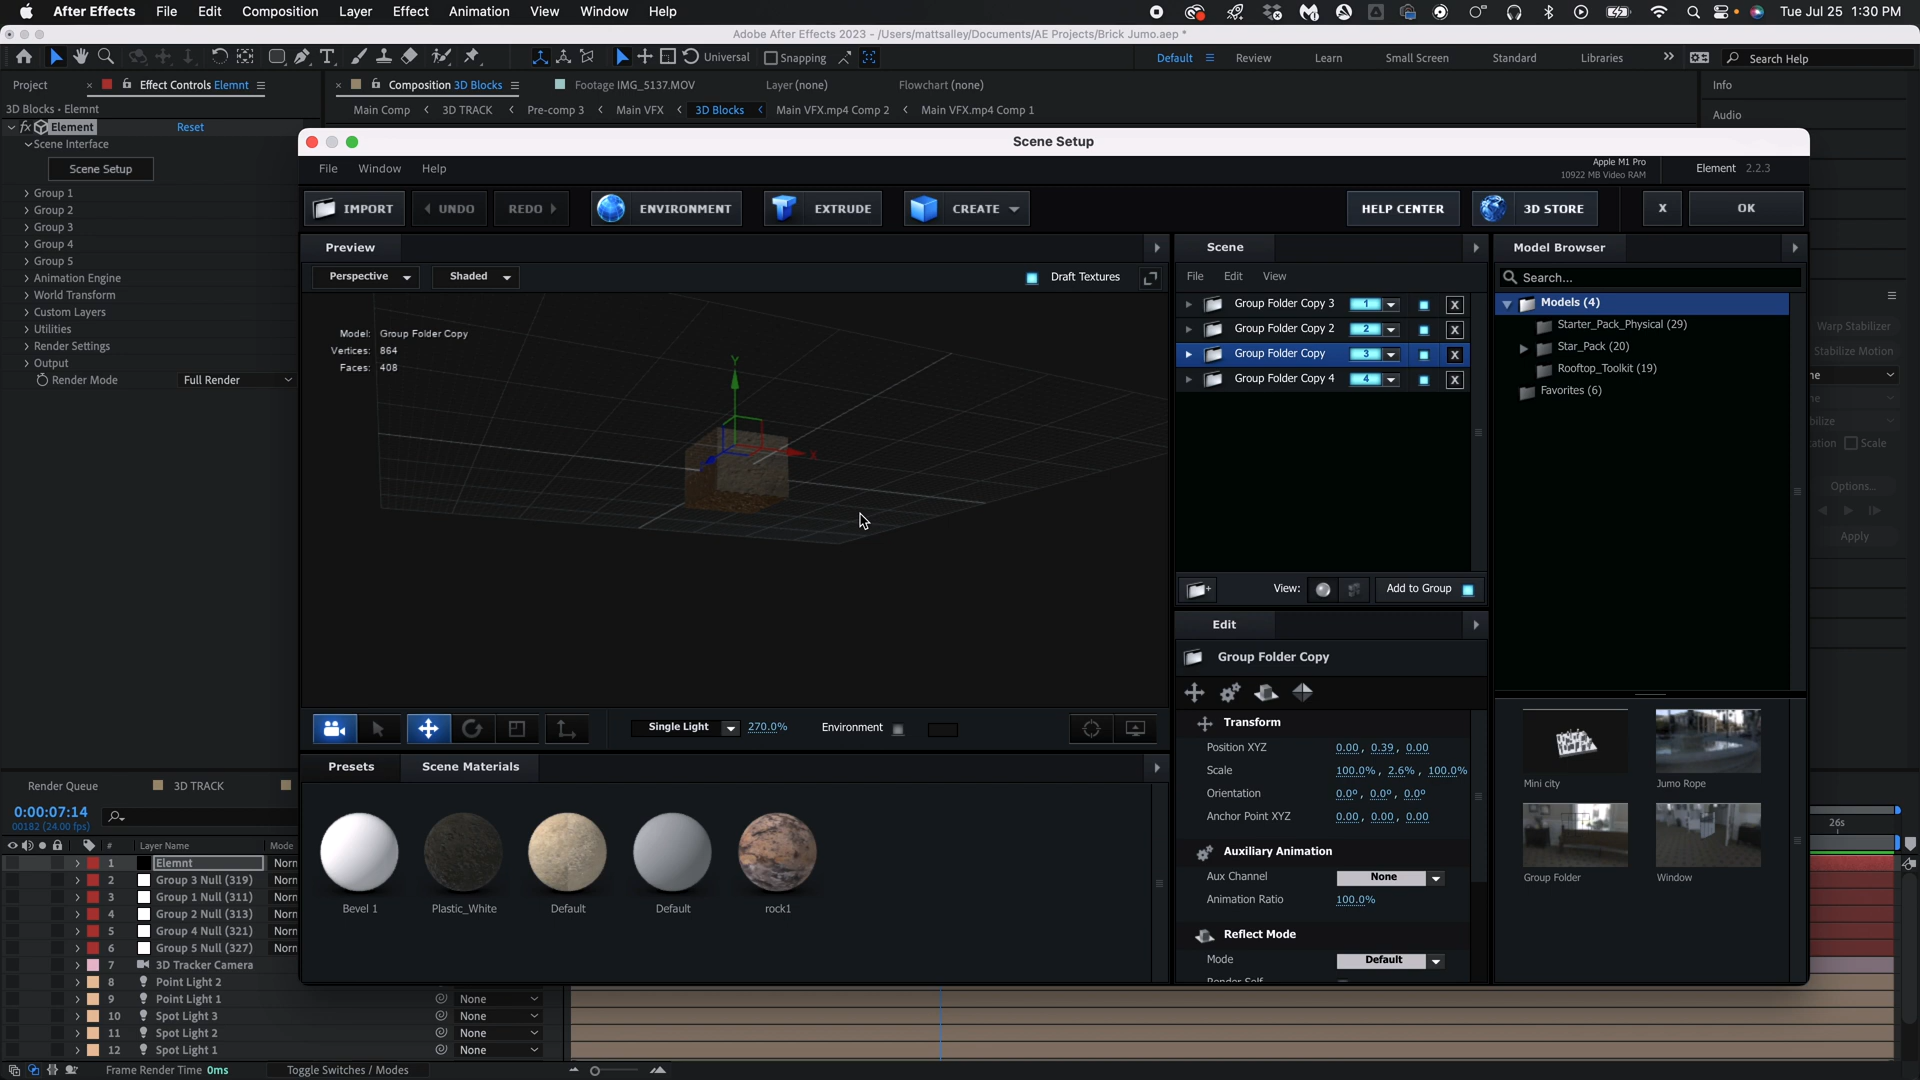 After Effects File Edit Composition Layer Effect Animation View Window Help Tue Jul 25 1:30 PM
Adobe After Effects 2023 - /Users/mattsalley/Documents/AE Projects/Brick Jumo.aep *
Universal Snapping Default Review Learn Small Screen Standard Libraries Search Help
Project Effect Controls Elemnt Composition 3D Blocks Footage IMG_5137.MOV Layer (none) Flowchart (none) Info
3D Blocks • Elemnt Main Comp 3D TRACK Pre-comp 3 Main VFX 3D Blocks Main VFX.mp4 Comp 2 Main VFX.mp4 Comp 1 Audio
fx Element Reset
Scene Interface
Scene Setup
Group 1
Group 2
Group 3
Group 4
Group 5
Animation Engine
World Transform
Custom Layers
Utilities
Render Settings
Output
Render Mode Full Render
Scene Setup
File Window Help Apple M1 Pro
10922 MB Video RAM Element 2.2.3
IMPORT UNDO REDO ENVIRONMENT EXTRUDE CREATE HELP CENTER 3D STORE X OK
Preview
Perspective Shaded Draft Textures
Model: Group Folder Copy
Vertices: 864
Faces: 408
Y
X
Single Light 270.0% Environment
Presets Scene Materials
Bevel 1 Plastic_White Default Default rock1
Scene
File Edit View
Group Folder Copy 3 1 X
Group Folder Copy 2 2 X
Group Folder Copy 3 X
Group Folder Copy 4 4 X
View: Add to Group
Edit
Group Folder Copy
Transform
Position XYZ 0.00, 0.39, 0.00
Scale 100.0%, 2.6%, 100.0%
Orientation 0.0°, 0.0°, 0.0°
Anchor Point XYZ 0.00, 0.00, 0.00
Auxiliary Animation
Aux Channel None
Animation Ratio 100.0%
Reflect Mode
Mode Default
Render Self
Model Browser
Search...
Models (4)
Starter_Pack_Physical (29)
Star_Pack (20)
Rooftop_Toolkit (19)
Favorites (6)
Mini city Jumo Rope
Group Folder Window
Warp Stabilizer
Stabilize Motion
Scale
Options...
Apply
Render Queue 3D TRACK
0:00:07:14
00182 (24.00 fps)
26s
# Layer Name Mode
1 Elemnt Norn
2 Group 3 Null (319) Norn
3 Group 1 Null (311) Norn
4 Group 2 Null (313) Norn
5 Group 4 Null (321) Norn
6 Group 5 Null (327) Norn
7 3D Tracker Camera
8 Point Light 2
9 Point Light 1 None
10 Spot Light 3 None
11 Spot Light 2 None
12 Spot Light 1 None
Frame Render Time 0ms Toggle Switches / Modes